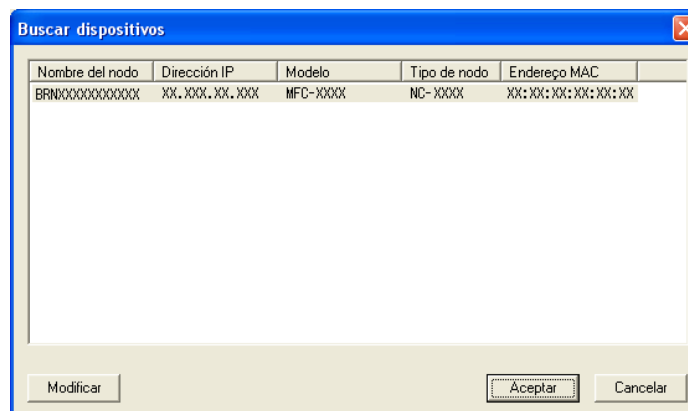 Buscar dispositivos
Nombre del nodo Dirección IP Modelo Tipo de nodo Endereço MAC
BRNXXXXXXXXXXXX XX.XXX.XX.XXX MFC-XXXX NC-XXXX XX:XX:XX:XX:XX:XX
Modificar Aceptar Cancelar